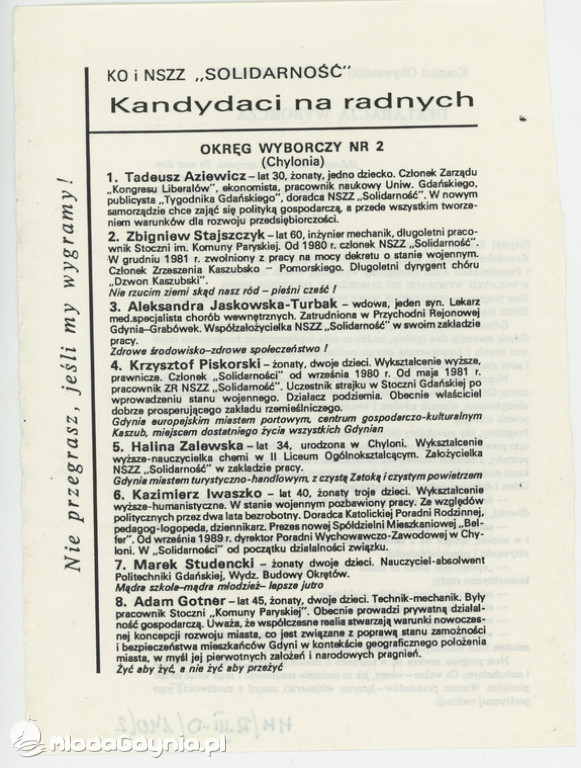 KO i NSZZ „SOLIDARNOŚĆ"
Kandydaci na radnych
OKRĘG WYBORCZY NR 2
(Chylonia)
1. Tadeusz Aziewicz – lat 30, żonaty, jedno dziecko. Członek Zarządu
„Kongresu Liberałów", ekonomista, pracownik naukowy Uniw. Gdańskiego,
publicysta „Tygodnika Gdańskiego", doradca NSZZ „Solidarność". W nowym
samorządzie chce zająć się polityką gospodarczą, a przede wszystkim tworze-
niem warunków dla rozwoju przedsiębiorczości.
2. Zbigniew Stajszczyk – lat 60, inżynier mechanik, długoletni praco-
wnik Stoczni im. Komuny Paryskiej. Od 1980 r. członek NSZZ „Solidarność".
W grudniu 1981 r. zwolniony z pracy na mocy dekretu o stanie wojennym.
Członek Zrzeszenia Kaszubsko – Pomorskiego. Długoletni dyrygent chóru
„Dzwon Kaszubski".
Nie rzucim ziemi skąd nasz ród – pieśni cześć !
3. Aleksandra Jaskowska-Turbak – wdowa, jeden syn. Lekarz
med.specjalista chorób wewnętrznych. Zatrudniona w Przychodni Rejonowej
Gdynia–Grabówek. Współzałożycielka NSZZ „Solidarność" w swoim zakładzie
pracy.
Zdrowe środowisko–zdrowe społeczeństwo !
4. Krzysztof Piskorski – żonaty, dwoje dzieci. Wykształcenie wyższe,
prawnicze. Członek „Solidarności" od września 1980 r. Od maja 1981 r.
pracownik ZR NSZZ „Solidarność". Uczestnik strajku w Stoczni Gdańskiej po
wprowadzeniu stanu wojennego. Działacz podziemia. Obecnie właściciel
dobrze prosperującego zakładu rzemieślniczego.
Gdynia europejskim miastem portowym, centrum gospodarczo-kulturalnym
Kaszub, miejscem dostatniego życia wszystkich Gdynian
5. Halina Zalewska – lat 34, urodzona w Chyloni. Wykształcenie
wyższe-nauczycielka chemi w II Liceum Ogólnokształcącym. Założycielka
NSZZ „Solidarność" w zakładzie pracy.
Gdynia miastem turystyczno-handlowym, z czystą Zatoką i czystym powietrzem
6. Kazimierz Iwaszko – lat 40, żonaty troje dzieci. Wykształcenie
wyższe-humanistyczne. W stanie wojennym pozbawiony pracy. Ze względów
politycznych przez dwa lata bezrobotny. Doradca Katolickiej Poradni Rodzinnej,
pedagog-logopeda, dziennikarz. Prezes nowej Spółdzielni Mieszkaniowej „Bel-
fer". Od września 1989 r. dyrektor Poradni Wychowawczo-Zawodowej w Chy-
loni. W „Solidarności" od początku działalności związku.
7. Marek Studencki – żonaty dwoje dzieci. Nauczyciel-absolwent
Politechniki Gdańskiej, Wydz. Budowy Okrętów.
Mądra szkoła–mądra młodzież– lepsze jutro
8. Adam Gotner – lat 45, żonaty, dwoje dzieci. Technik-mechanik. Były
pracownik Stoczni „Komuny Paryskiej". Obecnie prowadzi prywatną działal-
ność gospodarczą. Uważa, że współczesne realia stwarzają warunki nowoczes-
nej koncepcji rozwoju miasta, co jest związane z poprawą stanu zamożności
i bezpieczeństwa mieszkańców Gdyni w kontekście geograficznego położenia
miasta, w myśl jej pierwotnych założeń i narodowych pragnień.
Żyć aby żyć, a nie żyć aby przeżyć
Nie przegrasz, jeśli my wygramy!
MlodaGdynia.pl